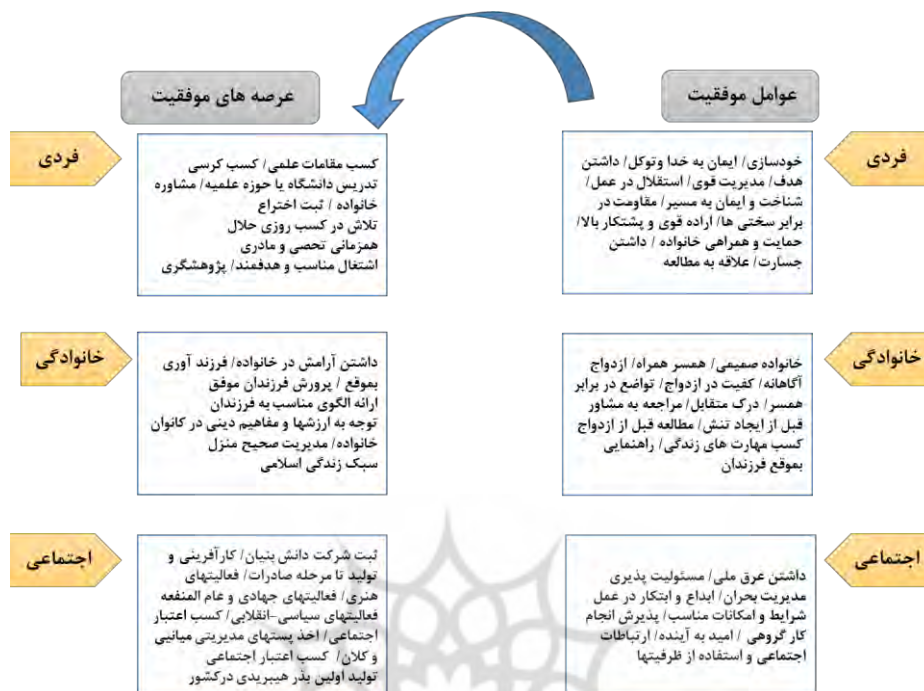 عوامل موفقیت
عرصه های موفقیت
فردی
خودسازی/ ایمان به خدا وتوکل/ داشتن
هدف/ مدیریت قوی/ استقلال در عمل/
شناخت و ایمان به مسیر/ مقاومت در
برابر سختی ها/ اراده قوی و پشتکار بالا/
حمایت و همراهی خانواده / داشتن
جسارت/ علاقه به مطالعه
فردی
کسب مقامات علمی/ کسب کرسی
تدریس دانشگاه یا حوزه علمیه/ مشاوره
خانواده / ثبت اختراع
تلاش در کسب روزی حلال
همزمانی تحصی و مادری
اشتغال مناسب و هدفمند/ پژوهشگری
خانوادگی
خانواده صمیمی/ همسر همراه/ ازدواج
آگاهانه/ کفیت در ازدواج/ تواضع در برابر
همسر/ درک متقابل/ مراجعه به مشاور
قبل از ایجاد تنش/ مطالعه قبل از ازدواج
کسب مهارت های زندگی/ راهنمایی
بموقع فرزندان
خانوادگی
داشتن آرامش در خانواده/ فرزند آوری
بموقع / پرورش فرزندان موفق
ارائه الگوی مناسب به فرزندان
توجه به ارزشها و مفاهیم دینی در کانوان
خانواده/ مدیریت صحیح منزل
سبک زندگی اسلامی
اجتماعی
داشتن عرق ملی/ مسئولیت پذیری
مدیریت بحران/ ابداع و ابتکار در عمل
شرایط و امکانات مناسب/ پذیرش انجام
کار گروهی / امید به آینده/ ارتباطات
اجتماعی و استفاده از ظرفیتها
اجتماعی
ثبت شرکت دانش بنیان/ کارآفرینی و
تولید تا مرحله صادرات/ فعالیتهای
هنری/ فعالیتهای جهادی و عام المنفعه
فعالیتهای سیاسی-انقلابی/ کسب اعتبار
اجتماعی/ اخذ پستهای مدیریتی میانیی
و کلان/ کسب اعتبار اجتماعی
تولید اولین بذر هیبریدی درکشور